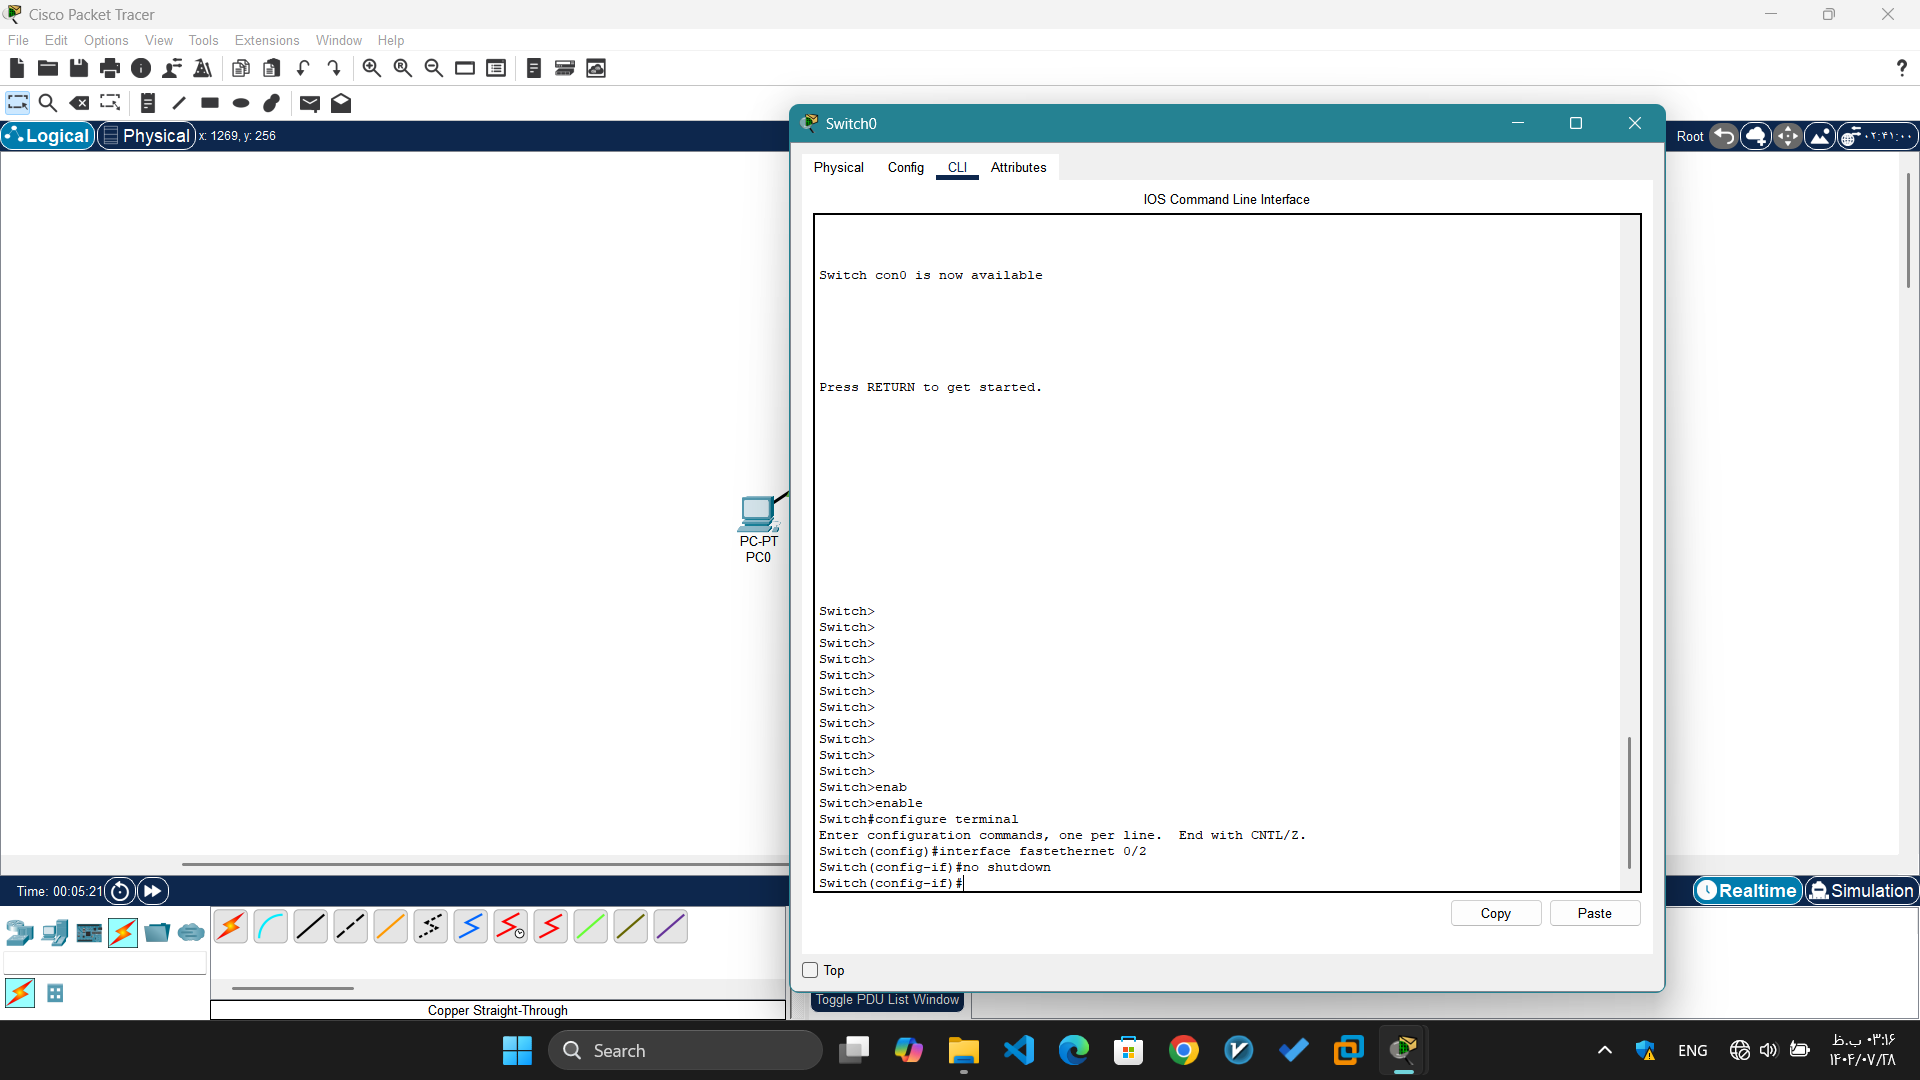 Cisco Packet Tracer
File Edit Options View Tools Extensions Window Help
Logical Physical x: 1269, y: 256
Root ۰۲:۴۱:۰۰
Switch0
Physical Config CLI Attributes
IOS Command Line Interface
Switch con0 is now available
Press RETURN to get started.
PC-PT
PC0
Switch>
Switch>
Switch>
Switch>
Switch>
Switch>
Switch>
Switch>
Switch>
Switch>
Switch>
Switch>enab
Switch>enable
Switch#configure terminal
Enter configuration commands, one per line.  End with CNTL/Z.
Switch(config)#interface fastethernet 0/2
Switch(config-if)#no shutdown
Switch(config-if)#
Time: 00:05:21
Realtime Simulation
Copy Paste
Top
Toggle PDU List Window
Copper Straight-Through
Search
ENG
۰۳:۱۶ ب.ظ
۱۴۰۴/۰۷/۲۸